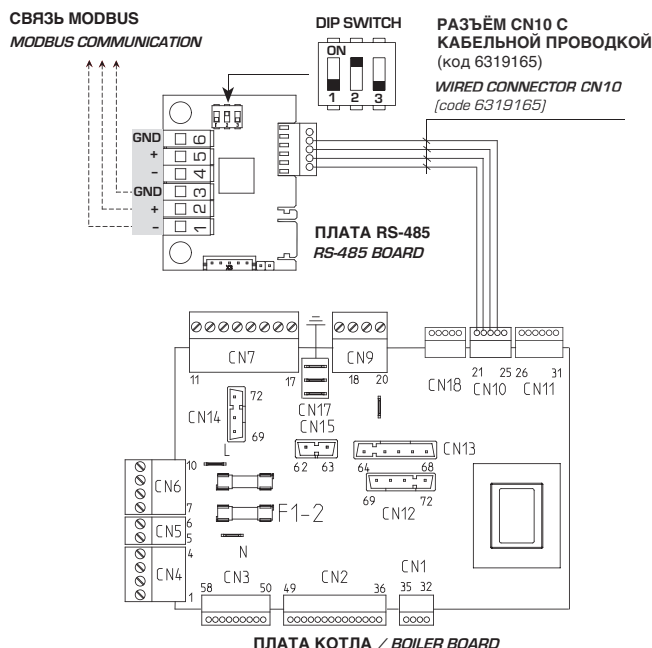 СВЯЗЬ MODBUS
MODBUS COMMUNICATION
DIP SWITCH
ON
1 2 3
РАЗЪЁМ CN10 С
КАБЕЛЬНОЙ ПРОВОДКОЙ
(код 6319165)
WIRED CONNECTOR CN10
(code 6319165)
GND 6
+ 5
- 4
GND 3
+ 2
- 1
ПЛАТА RS-485
RS-485 BOARD
X3
CN7
11 17
CN9
18 20
CN18
21 25
CN10
26 31
CN11
CN17
CN14
72
69
CN15
62 63
CN13
64 68
CN12
69 72
L
F1-2
N
CN6
10
7
CN5
6
5
CN4
4
1
CN3
58 50
CN2
49 36
CN1
35 32
ПЛАТА КОТЛА / BOILER BOARD